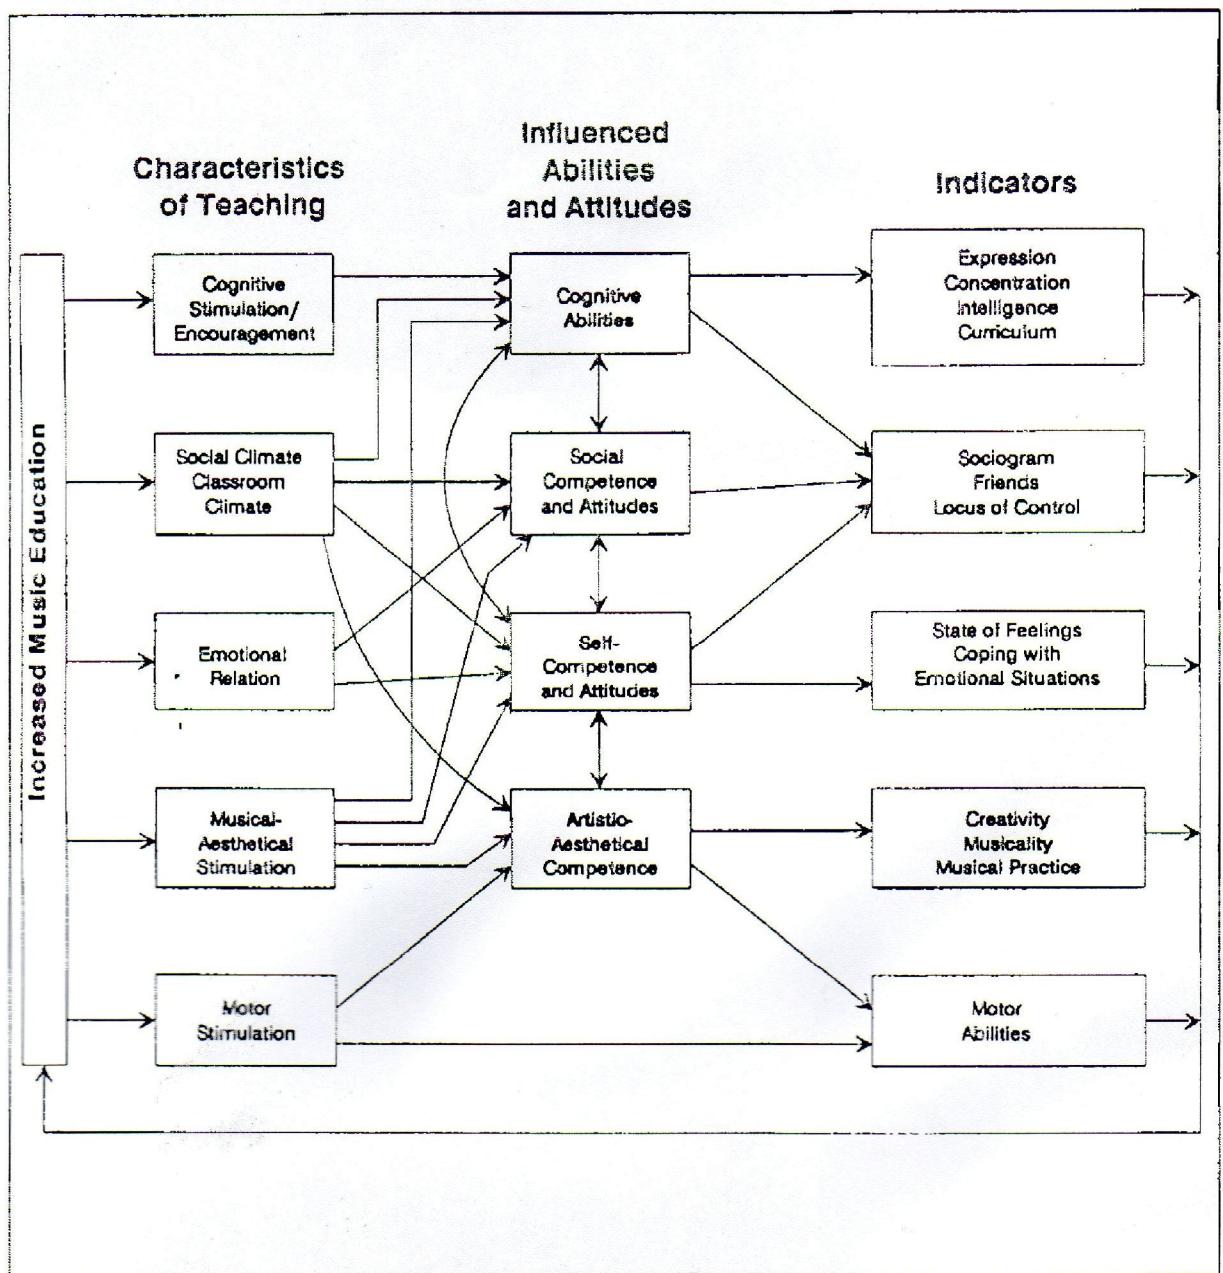 Influenced
Abilities
and Attitudes
Characteristics
of Teaching
Indicators
Increased Music Education
Cognitive
Stimulation/
Encouragement
Cognitive
Abilities
Expression
Concentration
Intelligence
Curriculum
Social Climate
Classroom
Climate
Social
Competence
and Attitudes
Sociogram
Friends
Locus of Control
Emotional
Relation
Self-
Competence
and Attitudes
State of Feelings
Coping with
Emotional Situations
Musical-
Aesthetical
Stimulation
Artistic-
Aesthetical
Competence
Creativity
Musicality
Musical Practice
Motor
Stimulation
Motor
Abilities